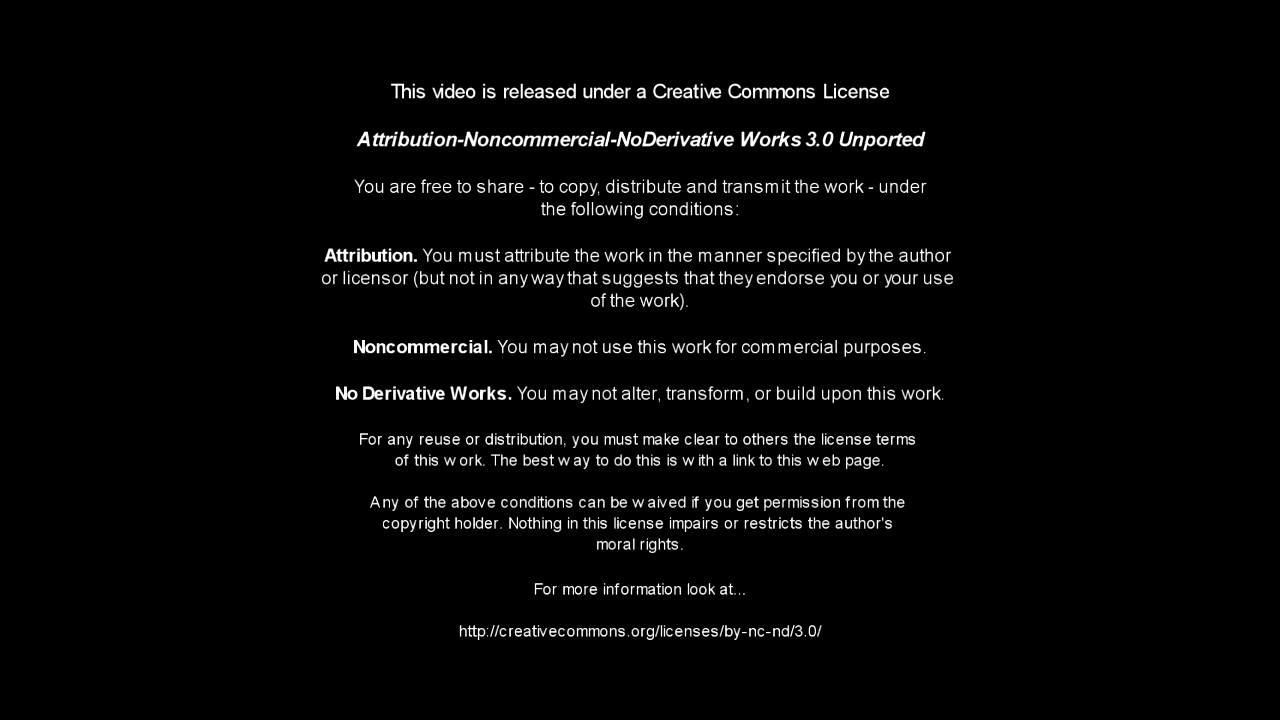 This video is released under a Creative Commons License
Attribution-Noncommercial-NoDerivative Works 3.0 Unported
You are free to share - to copy, distribute and transmit the work - under
the following conditions:
Attribution. You must attribute the work in the manner specified by the author
or licensor (but not in any way that suggests that they endorse you or your use
of the work).
Noncommercial. You may not use this work for commercial purposes.
No Derivative Works. You may not alter, transform, or build upon this work.
For any reuse or distribution, you must make clear to others the license terms
of this work. The best way to do this is with a link to this web page.
Any of the above conditions can be waived if you get permission from the
copyright holder. Nothing in this license impairs or restricts the author's
moral rights.
For more information look at...
http://creativecommons.org/licenses/by-nc-nd/3.0/